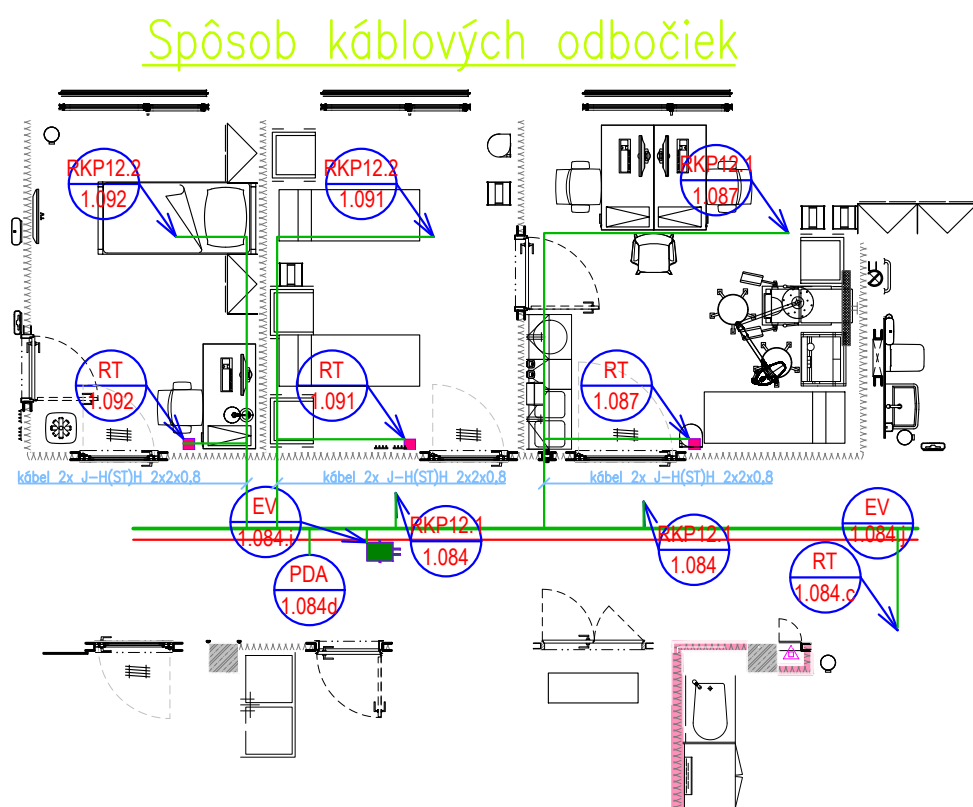 Spôsob káblových odbočiek
RKP12.2
1.092
RKP12.2
1.091
RKP12.1
1.087
RT
1.092
RT
1.091
RT
1.087
kábel 2x J-H(ST)H 2x2x0.8
kábel 2x J-H(ST)H 2x2x0.8
kábel 2x J-H(ST)H 2x2x0.8
EV
1.084.i
RKP12.1
1.084
RKP12.1
1.084
EV
1.084.j
PDA
1.084d
RT
1.084.c